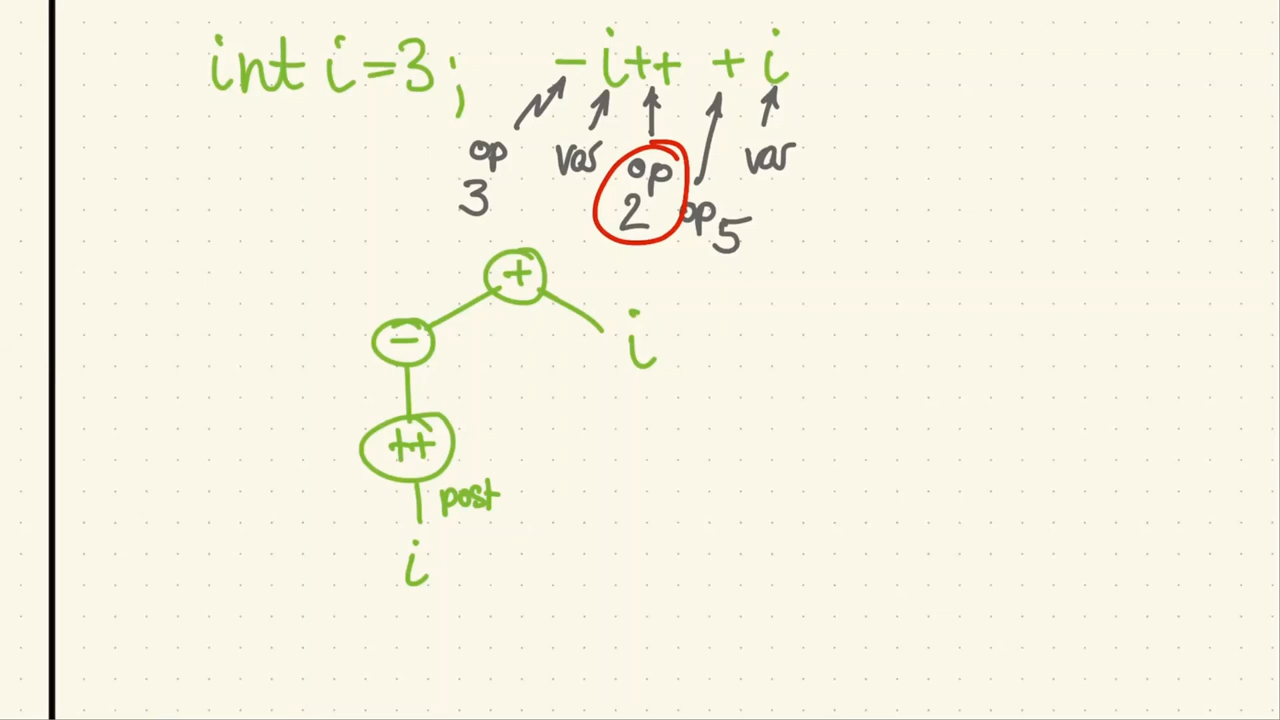 int i=3; -i++ +i
op var op var
3 2 op 5
+
- i
++
post
i